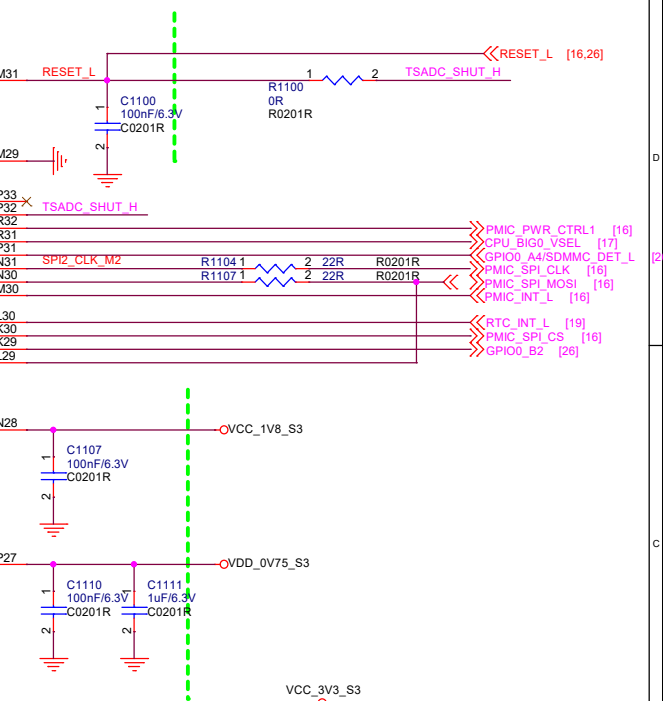 RESET_L [16,26]
M31 RESET_L 1 2 TSADC_SHUT_H
R1100
0R
R0201R
1 C1100
100nF/6.3V
C0201R
2
M29
D
P33
P32 TSADC_SHUT_H
R32 PMIC_PWR_CTRL1 [16]
R31 CPU_BIG0_VSEL [17]
P31 GPIO0_A4/SDMMC_DET_L [2
N31 SPI2_CLK_M2 R1104 1 2 22R R0201R PMIC_SPI_CLK [16]
N30 R1107 1 2 22R R0201R PMIC_SPI_MOSI [16]
M30 PMIC_INT_L [16]
L30 RTC_INT_L [19]
K30 PMIC_SPI_CS [16]
K29 GPIO0_B2 [26]
L29
N28 VCC_1V8_S3
1 C1107
100nF/6.3V
C0201R
2
C
P27 VDD_0V75_S3
1 C1110 1 C1111
100nF/6.3V 1uF/6.3V
C0201R C0201R
2 2
VCC_3V3_S3